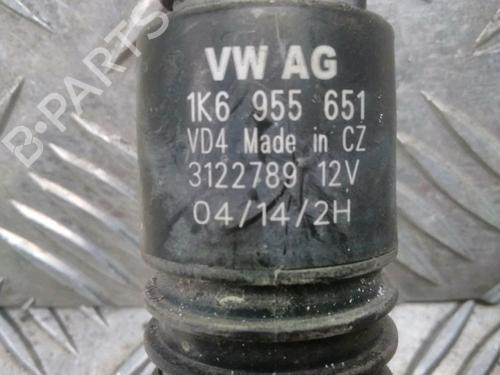 VW AG
1K6 955 651
VD4 Made in CZ
3122789 12V
04/14/2H
B-PARTS